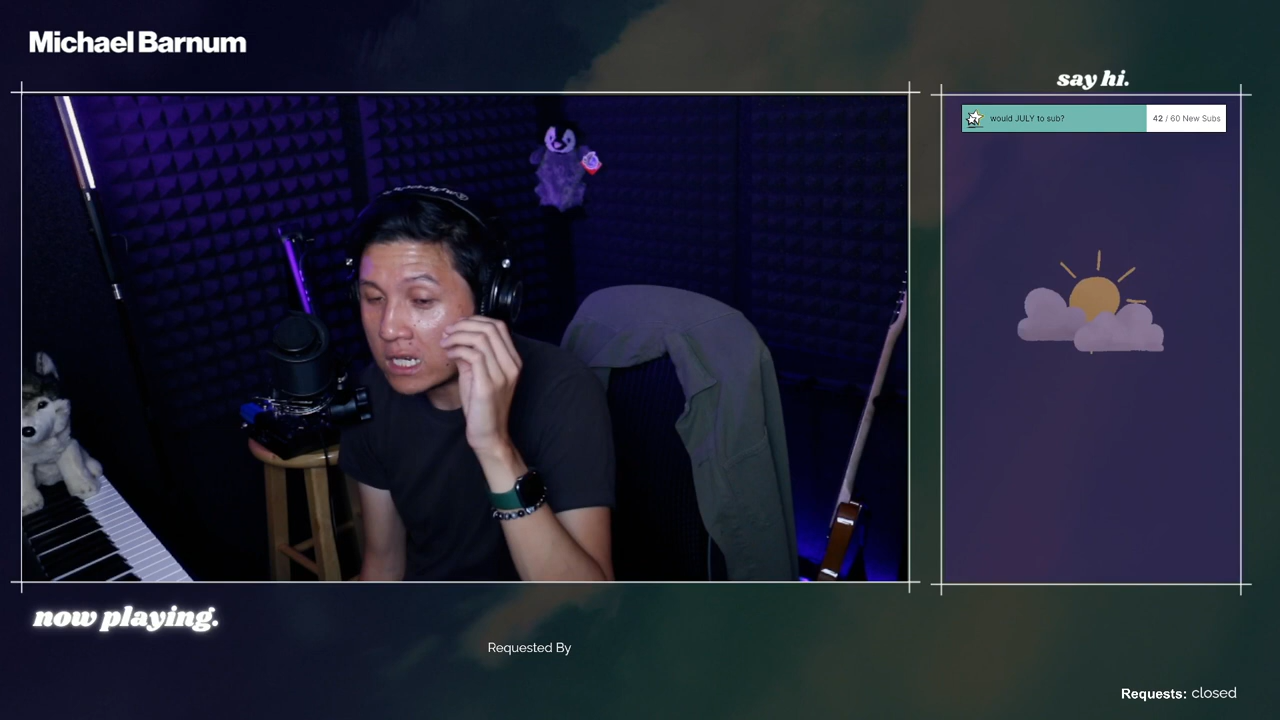 Michael Barnum
say hi.
would JULY to sub?
42 / 60 New Subs
now playing.
Requested By
Requests: closed